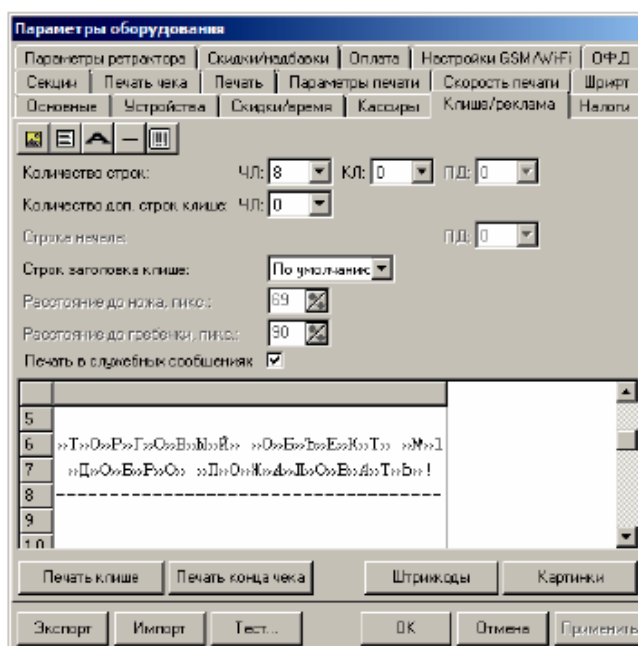 Параметры оборудования
Параметры ретрактора Скидки/надбавки Оплата Настройки GSM/WiFi ОФД
Секции Печать чека Печать Параметры печати Скорость печати Шрифт
Основные Устройства Скидки/время Кассиры Клише/реклама Налоги
Количество строк: ЧЛ: 8 КЛ: 0 ПД: 0
Количество доп. строк клише: ЧЛ: 0
Строка начала: ПД: 0
Строк заголовка клише: По умолчанию
Расстояние до ножа, пикс.: 69
Расстояние до гребенки, пикс.: 90
Печать в служебных сообщениях
5
6 »Т»О»Р»Г»О»В»Ы»Й» »О»Б»Ъ»Е»К»Т» »№»1
7 »Д»О»Б»Р»О» »П»О»Ж»А»Л»О»В»А»Т»Ь»!
8 -------------------------------------
9
10
Печать клише Печать конца чека Штрихкоды Картинки
Экспорт Импорт Тест... OK Отмена Применить